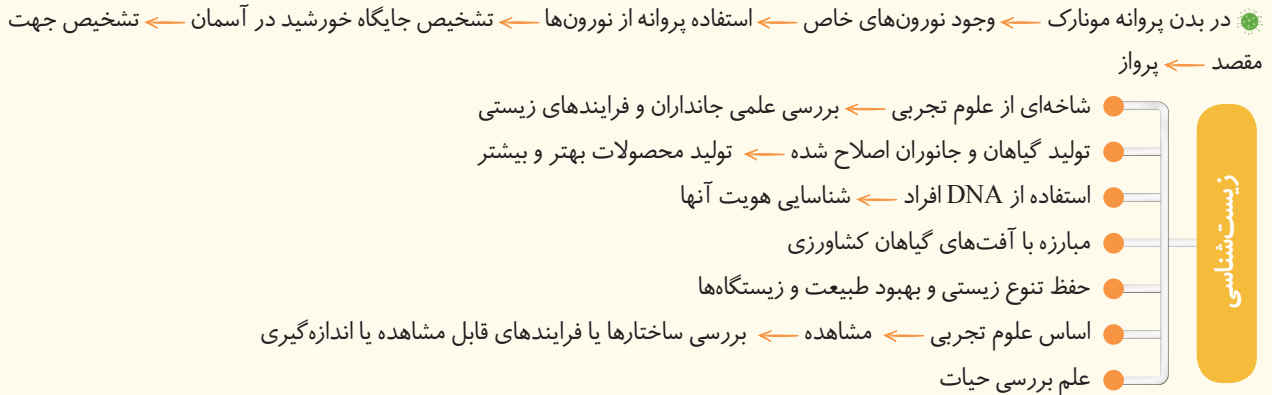 در بدن پروانه مونارک ← وجود نورون‌های خاص ← استفاده پروانه از نورون‌ها ← تشخیص جایگاه خورشید در آسمان ← تشخیص جهت
مقصد ← پرواز
زیست‌شناسی
شاخه‌ای از علوم تجربی ← بررسی علمی جانداران و فرایندهای زیستی
تولید گیاهان و جانوران اصلاح شده ← تولید محصولات بهتر و بیشتر
استفاده از DNA افراد ← شناسایی هویت آنها
مبارزه با آفت‌های گیاهان کشاورزی
حفظ تنوع زیستی و بهبود طبیعت و زیستگاه‌ها
اساس علوم تجربی ← مشاهده ← بررسی ساختارها یا فرایندهای قابل مشاهده یا اندازه‌گیری
علم بررسی حیات